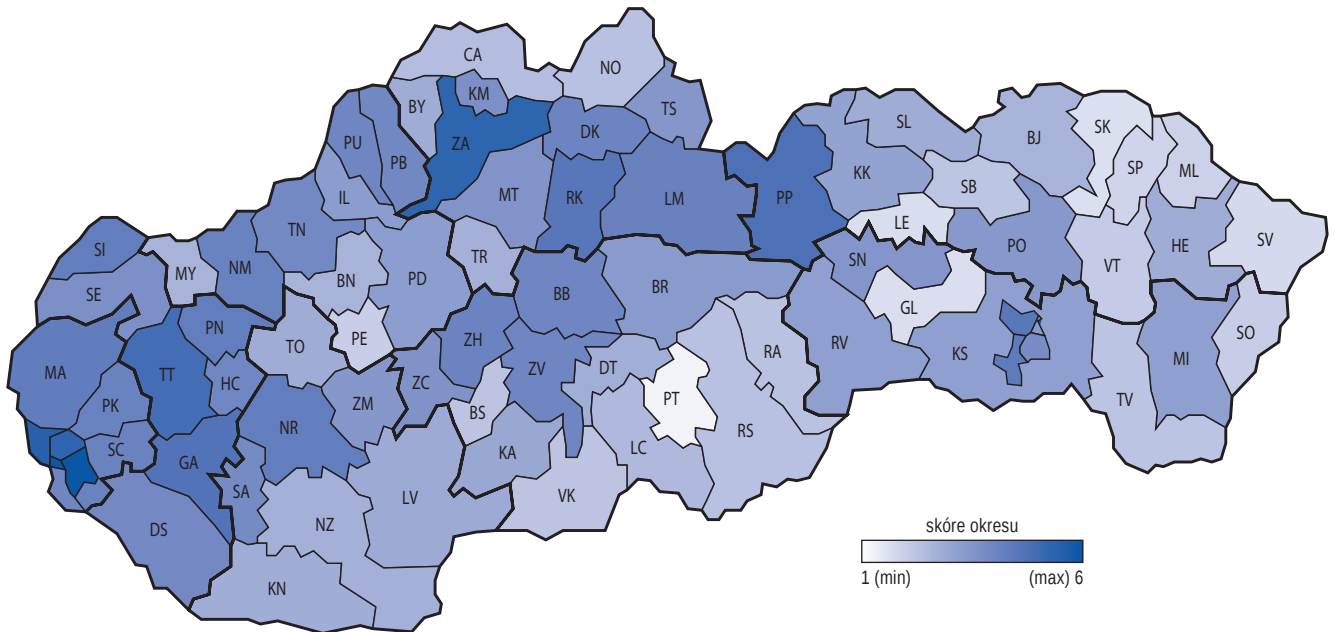 CA
NO
KM
BY
TS
PU
ZA
DK
SL
BJ
SK
PB
SP
ML
KK
SB
IL
MT
RK
LM
PP
LE
TN
PO
HE
SV
SI
MY
NM
BN
PD
TR
SN
VT
SE
BB
BR
GL
PN
TO
PE
ZH
RV
KS
SO
MA
TT
HC
ZC
ZV
DT
RA
MI
PK
ZM
BS
PT
TV
NR
RS
SC
GA
KA
LC
SA
LV
VK
DS
NZ
KN
skóre okresu
1 (min)
(max) 6